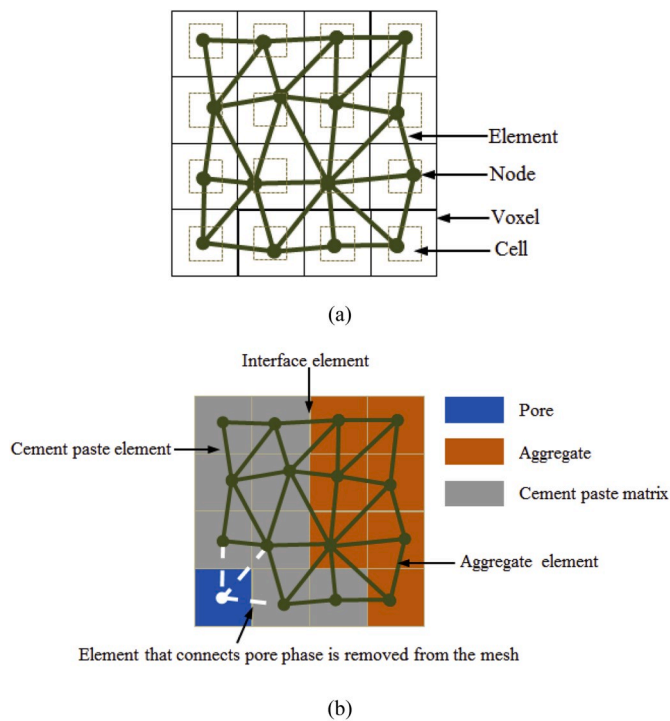 Element
Node
Voxel
Cell
(a)
Interface element
Cement paste element
Pore
Aggregate
Cement paste matrix
Aggregate element
Element that connects pore phase is removed from the mesh
(b)